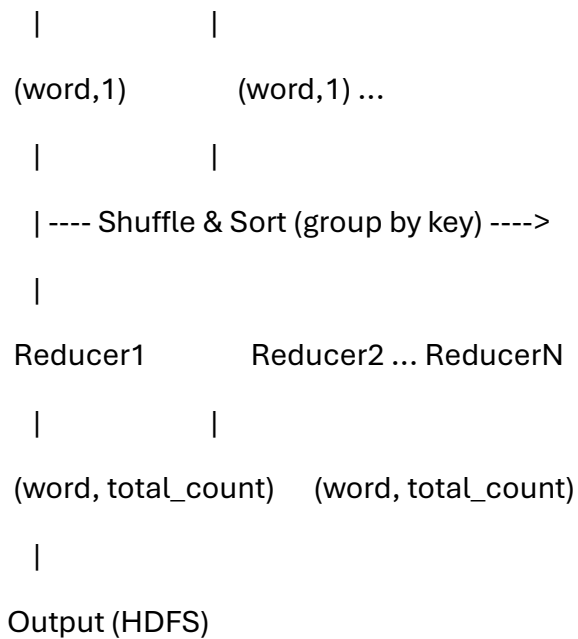 |                    |
(word,1)             (word,1) ...
|                    |
| ---- Shuffle & Sort (group by key) ---->
|
Reducer1             Reducer2 ... ReducerN
|                    |
(word, total_count)     (word, total_count)
|
Output (HDFS)